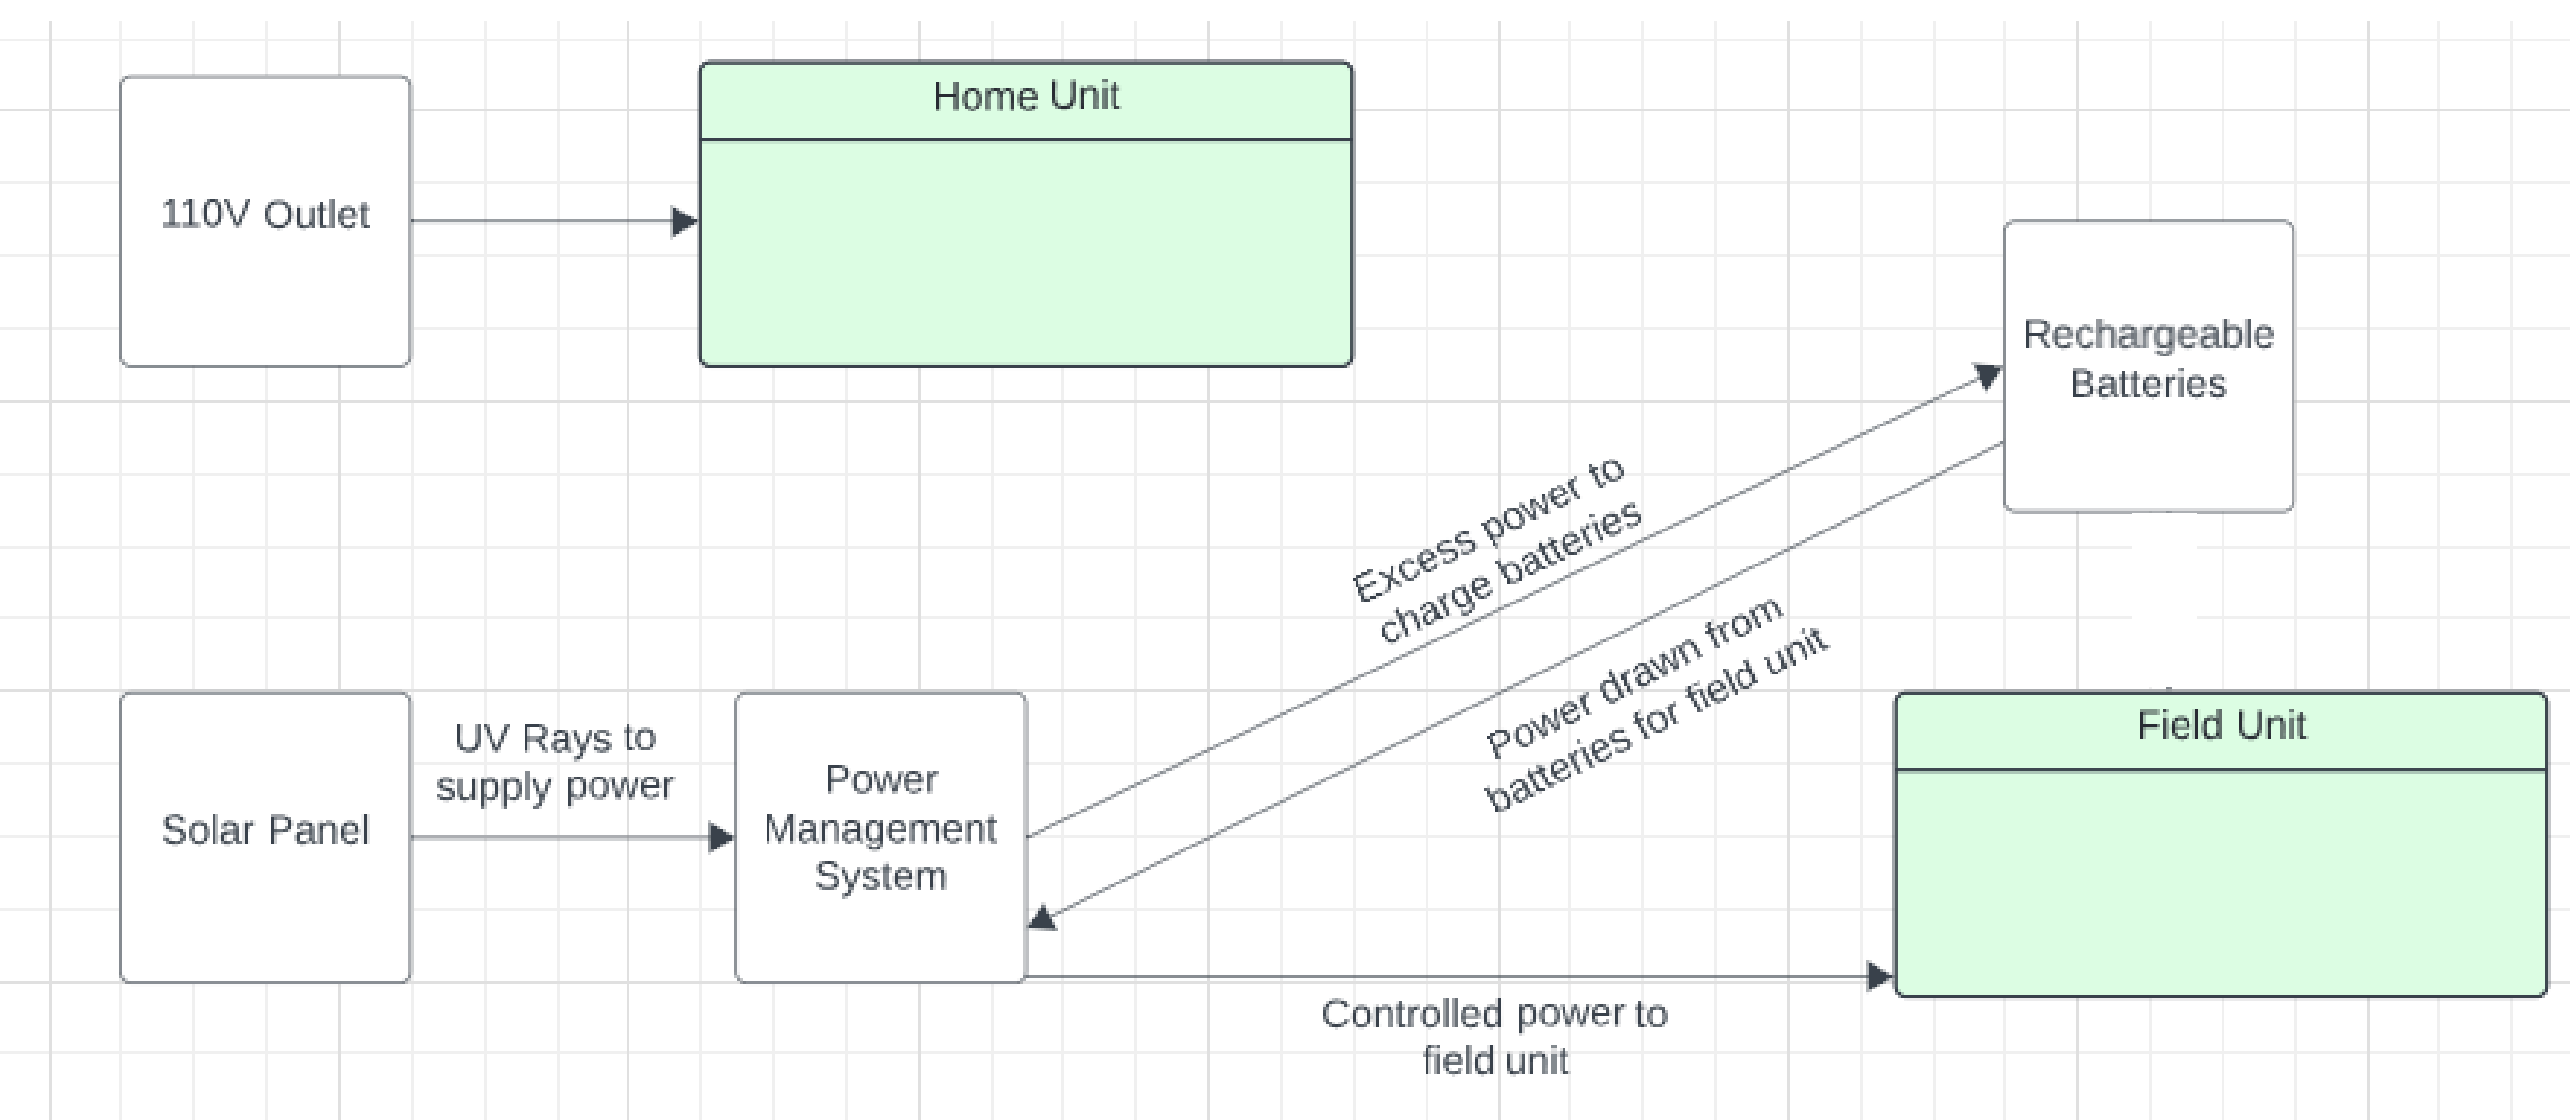 Home Unit
110V Outlet
Rechargeable
Batteries
Excess power to
charge batteries
Power drawn from
batteries for field unit
UV Rays to
supply power
Solar Panel
Power
Management
System
Field Unit
Controlled power to
field unit